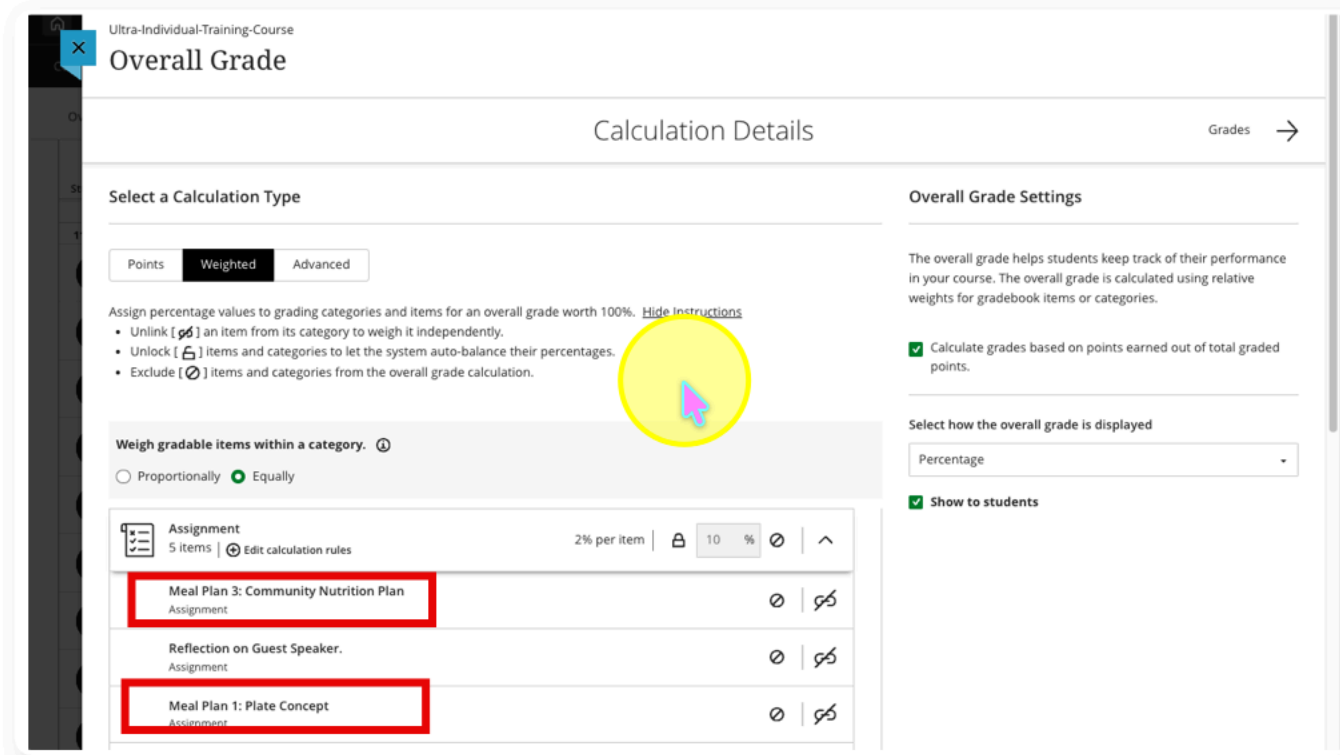 Ultra-Individual-Training-Course
Overall Grade
Calculation Details
Grades
Select a Calculation Type
Points Weighted Advanced
Assign percentage values to grading categories and items for an overall grade worth 100%. Hide Instructions
• Unlink [ ] an item from its category to weigh it independently.
• Unlock [ ] items and categories to let the system auto-balance their percentages.
• Exclude [ ] items and categories from the overall grade calculation.
Weigh gradable items within a category.
Proportionally Equally
Assignment
5 items | Edit calculation rules
2% per item | 10 %
Meal Plan 3: Community Nutrition Plan
Assignment
Reflection on Guest Speaker.
Assignment
Meal Plan 1: Plate Concept
Assignment
Overall Grade Settings
The overall grade helps students keep track of their performance
in your course. The overall grade is calculated using relative
weights for gradebook items or categories.
Calculate grades based on points earned out of total graded
points.
Select how the overall grade is displayed
Percentage
Show to students